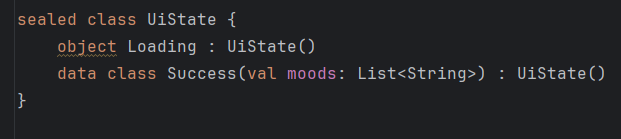 sealed class UiState {
    object Loading : UiState()
    data class Success(val moods: List<String>) : UiState()
}